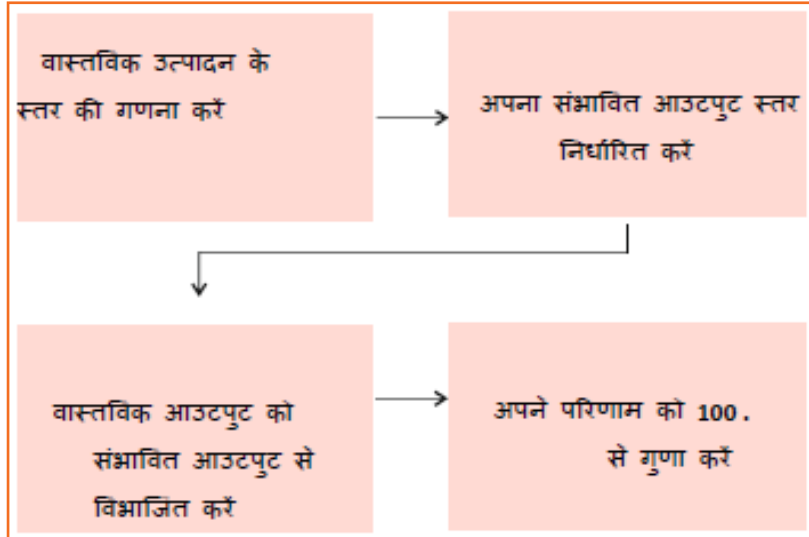 वास्तविक उत्पादन के
स्तर की गणना करें
अपना संभावित आउटपुट स्तर
निर्धारित करें
वास्तविक आउटपुट को
संभावित आउटपुट से
विभाजित करें
अपने परिणाम को 100.
से गुणा करें